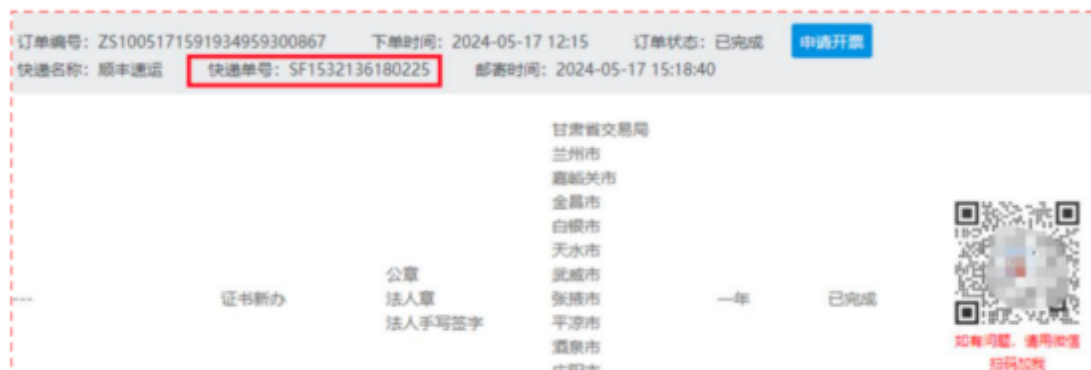 订单编号：ZS10051715919349593008​67 下单时间：2024-05-17 12:15 订单状态：已完成 申请开票
快递名称：顺丰速运 快递单号：SF1532136180225 邮寄时间：2024-05-17 15:18:40
甘肃省交易局
兰州市
嘉峪关市
金昌市
白银市
天水市
公章 武威市
--- 证书新办 法人章 张掖市 一年 已完成
法人手写签字 平凉市
酒泉市
庆阳市
如有问题，请用微信
扫码加我